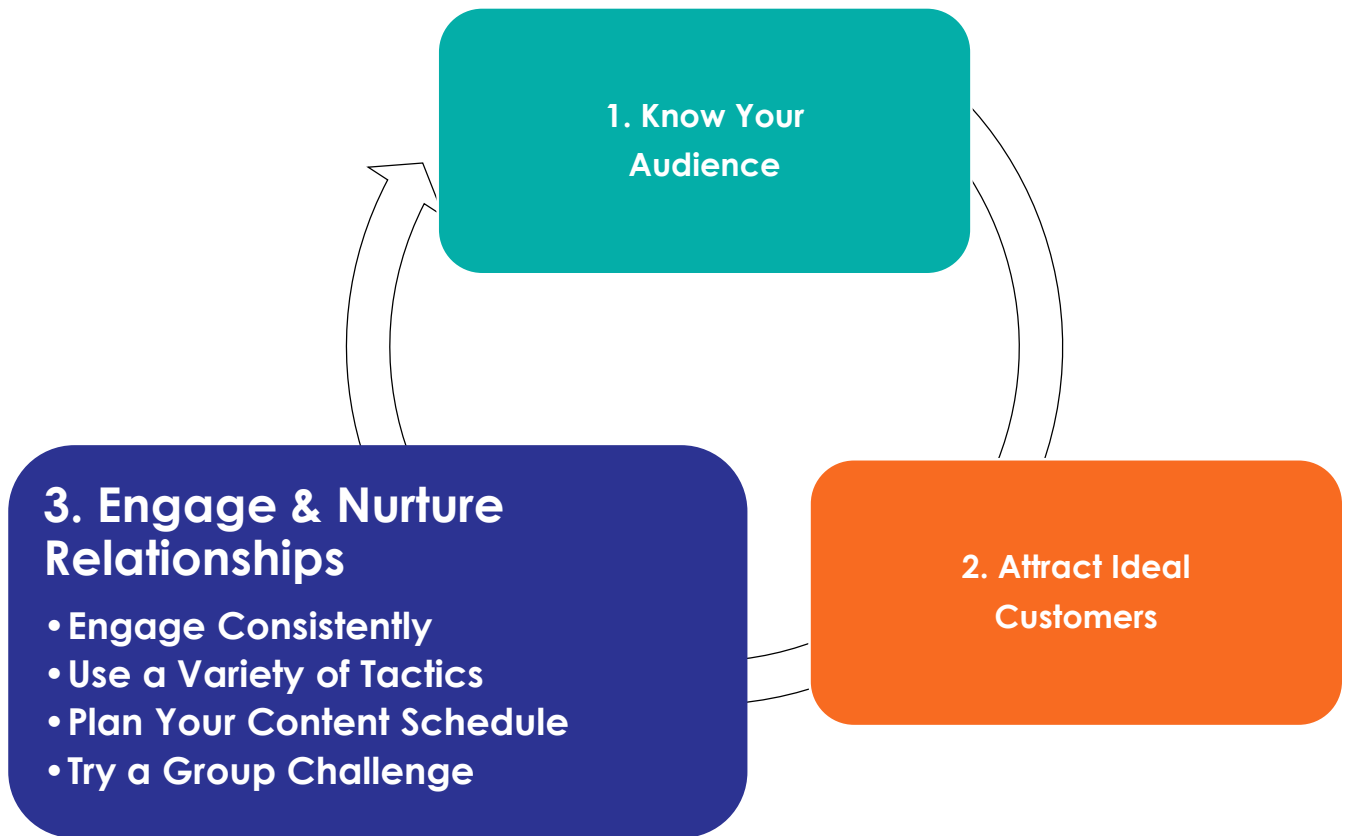 1. Know Your
Audience
2. Attract Ideal
Customers
3. Engage & Nurture
Relationships
• Engage Consistently
• Use a Variety of Tactics
• Plan Your Content Schedule
• Try a Group Challenge